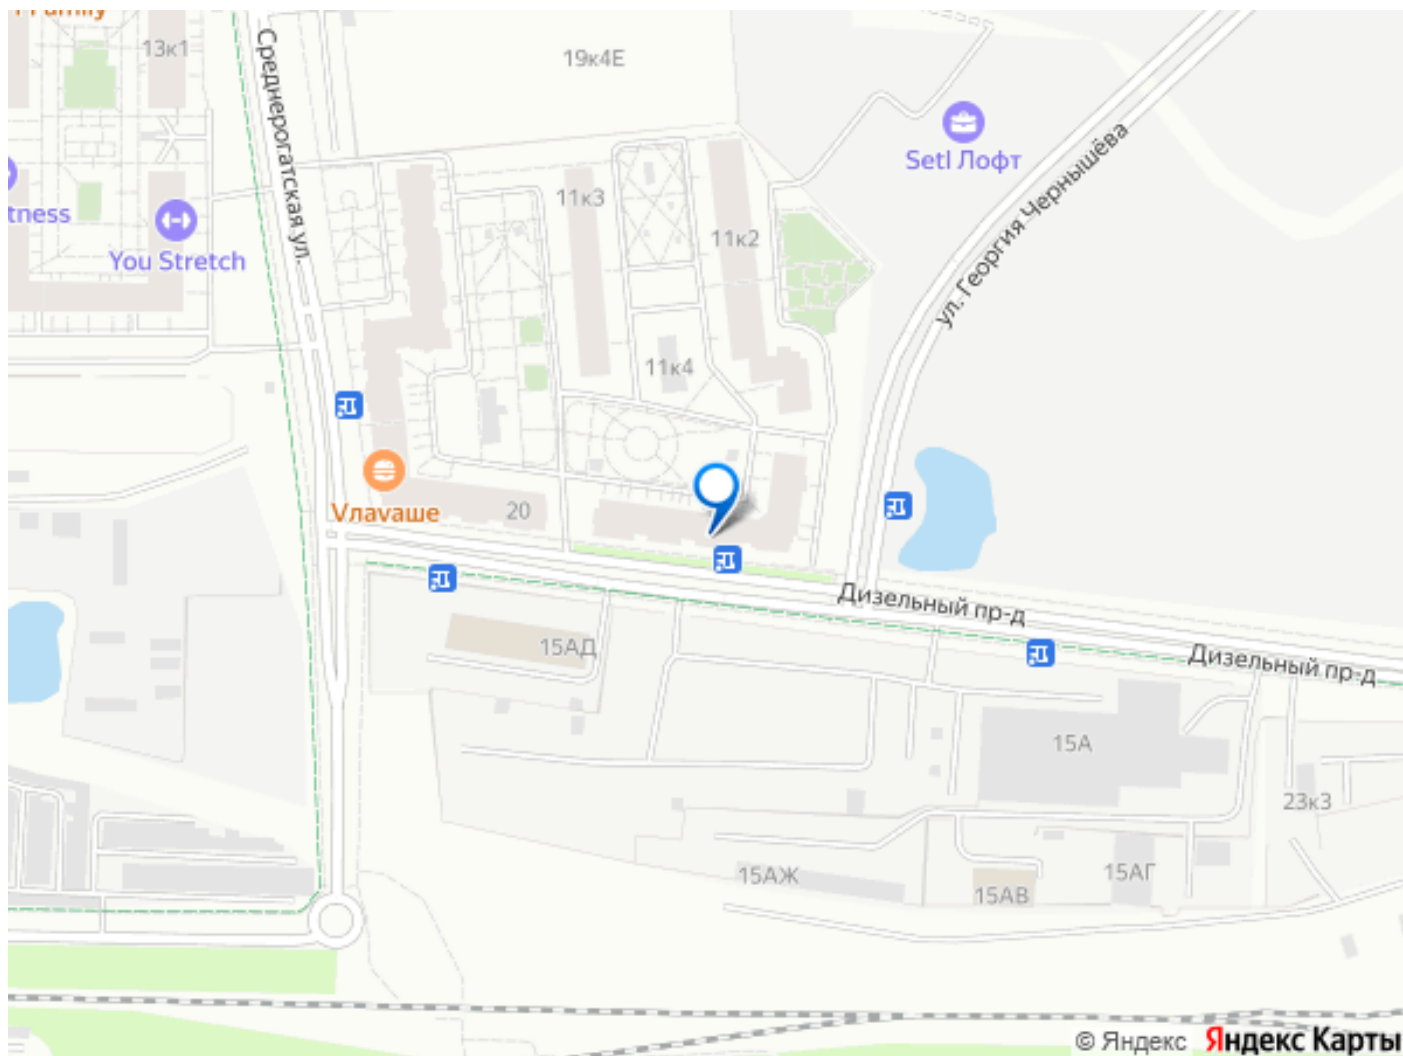 13к1
Среднерогатская ул.
19к4Е
Setl Лофт
ул. Георгия Чернышёва
11к3
11к2
tness
You Stretch
11к4
Vлаvаше
20
Дизельный пр-д
Дизельный пр-д
15АД
15А
23к3
15АЖ
15АВ
15АГ
© Яндекс Яндекс Карты